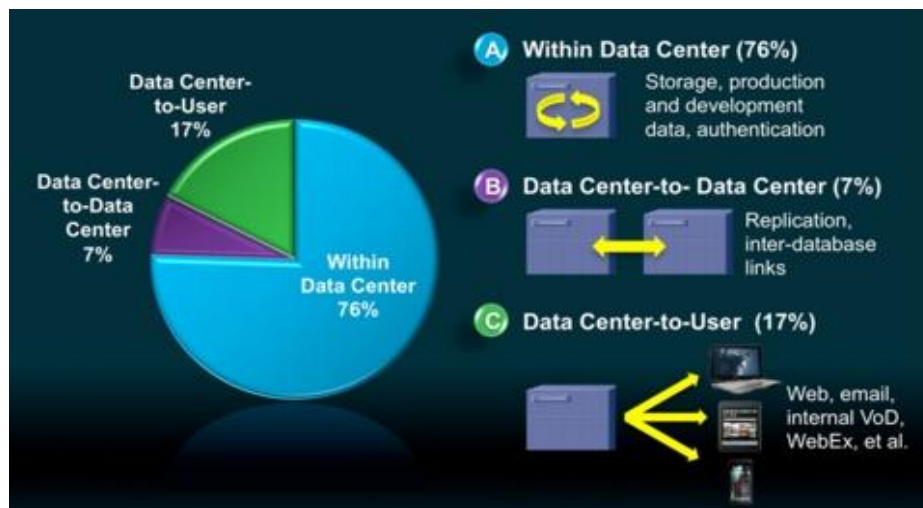 Data Center-
to-User
17%
Data Center-
to-Data
Center
7%
Within
Data Center
76%
A Within Data Center (76%)
Storage, production
and development
data, authentication
B Data Center-to- Data Center (7%)
Replication,
inter-database
links
C Data Center-to-User (17%)
Web, email,
internal VoD,
WebEx, et al.